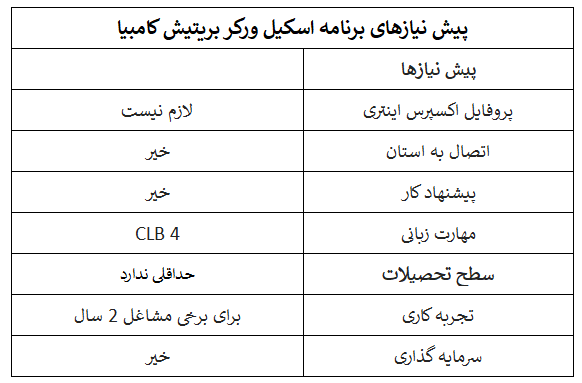 پیش نیازهای برنامه اسکیل ورکر بریتیش کامبیا
پیش نیازها
پروفایل اکسپرس اینتری لازم نیست
اتصال به استان خیر
پیشنهاد کار خیر
مهارت زبانی CLB 4
سطح تحصیلات حداقلی ندارد
تجربه کاری برای برخی مشاغل 2 سال
سرمایه گذاری خیر